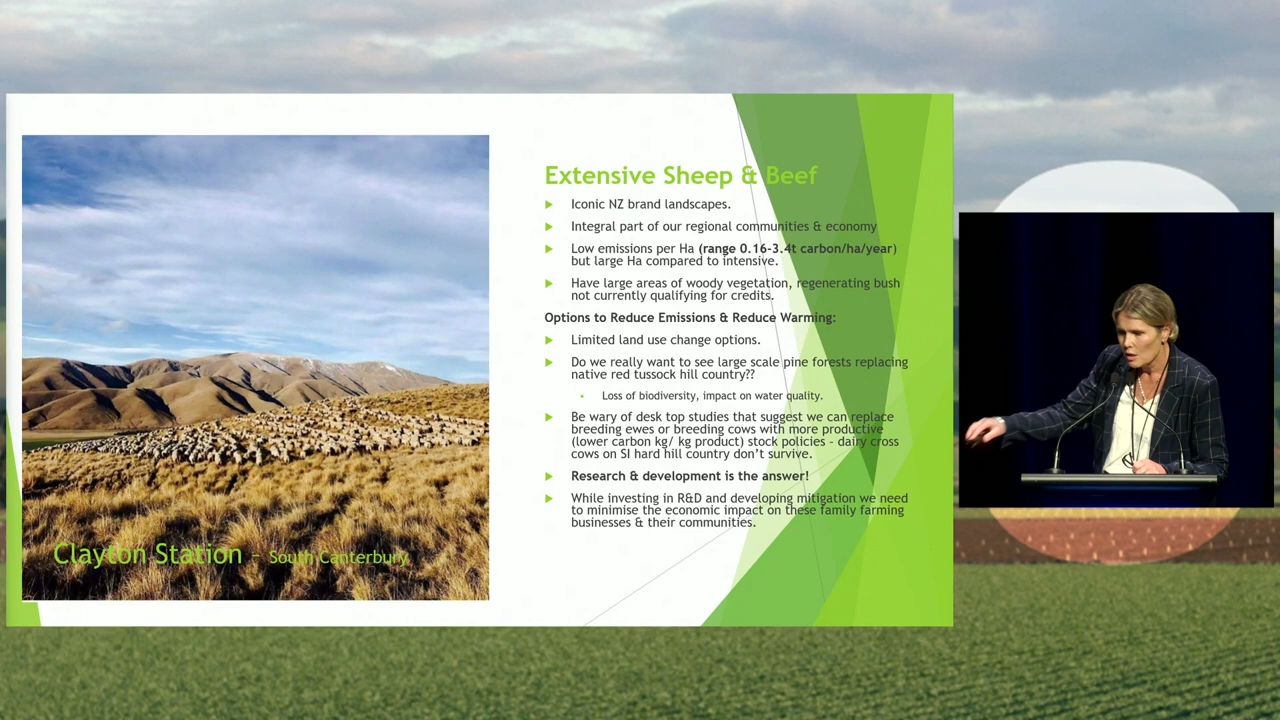 Extensive Sheep & Beef
Iconic NZ brand landscapes.
Integral part of our regional communities & economy
Low emissions per Ha (range 0.16-3.4t carbon/ha/year)
but large Ha compared to intensive.
Have large areas of woody vegetation, regenerating bush
not currently qualifying for credits.
Options to Reduce Emissions & Reduce Warming:
Limited land use change options.
Do we really want to see large scale pine forests replacing
native red tussock hill country??
Loss of biodiversity, impact on water quality.
Be wary of desk top studies that suggest we can replace
breeding ewes or breeding cows with more productive
(lower carbon kg/ kg product) stock policies - dairy cross
cows on SI hard hill country don't survive.
Research & development is the answer!
While investing in R&D and developing mitigation we need
to minimise the economic impact on these family farming
businesses & their communities.
Clayton Station - South Canterbury